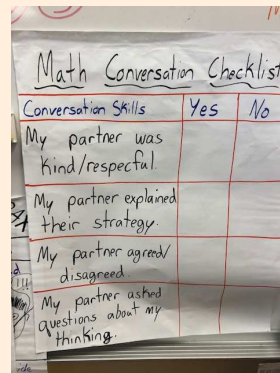 Math Conversation Checklist
Conversation Skills Yes No
My partner was
kind/respecful.
My partner explained
their strategy.
My partner agreed/
disagreed.
My partner asked
questions about my
thinking.